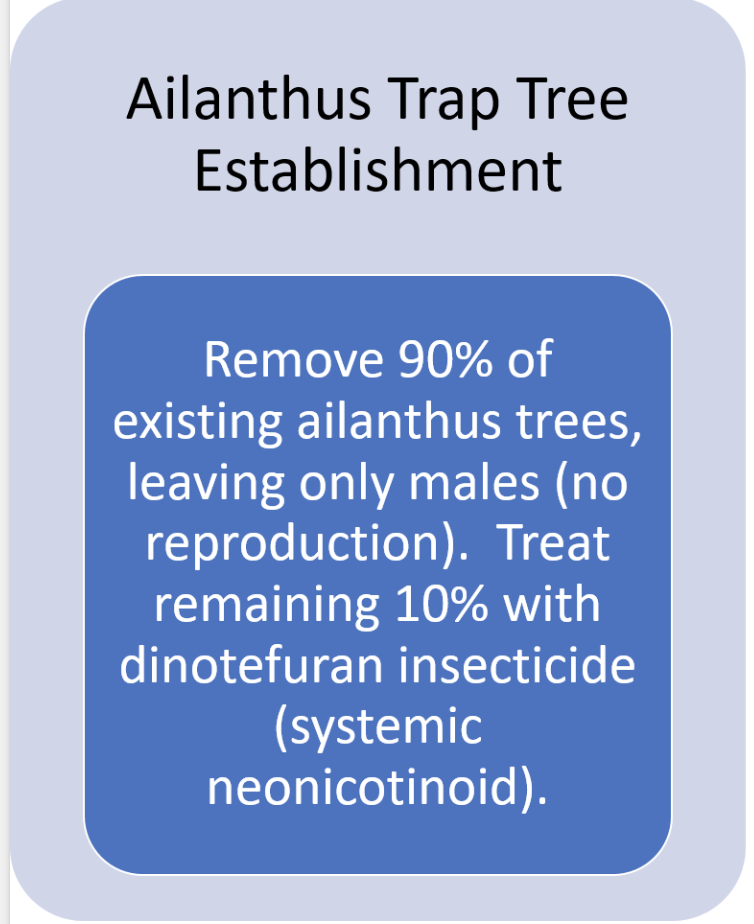 Ailanthus Trap Tree
Establishment
Remove 90% of
existing ailanthus trees,
leaving only males (no
reproduction).  Treat
remaining 10% with
dinotefuran insecticide
(systemic
neonicotinoid).